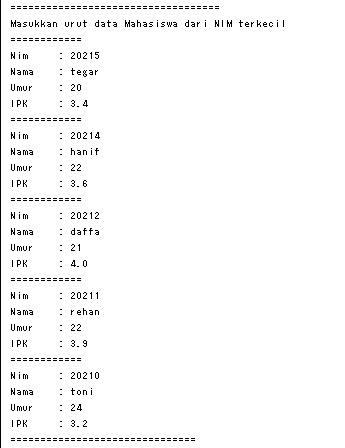 ===================================
Masukkan urut data Mahasiswa dari NIM terkecil
============
Nim : 20215
Nama : tegar
Umur : 20
IPK : 3.4
============
Nim : 20214
Nama : hanif
Umur : 22
IPK : 3.6
============
Nim : 20212
Nama : daffa
Umur : 21
IPK : 4.0
============
Nim : 20211
Nama : rehan
Umur : 22
IPK : 3.9
============
Nim : 20210
Nama : toni
Umur : 24
IPK : 3.2
===============================